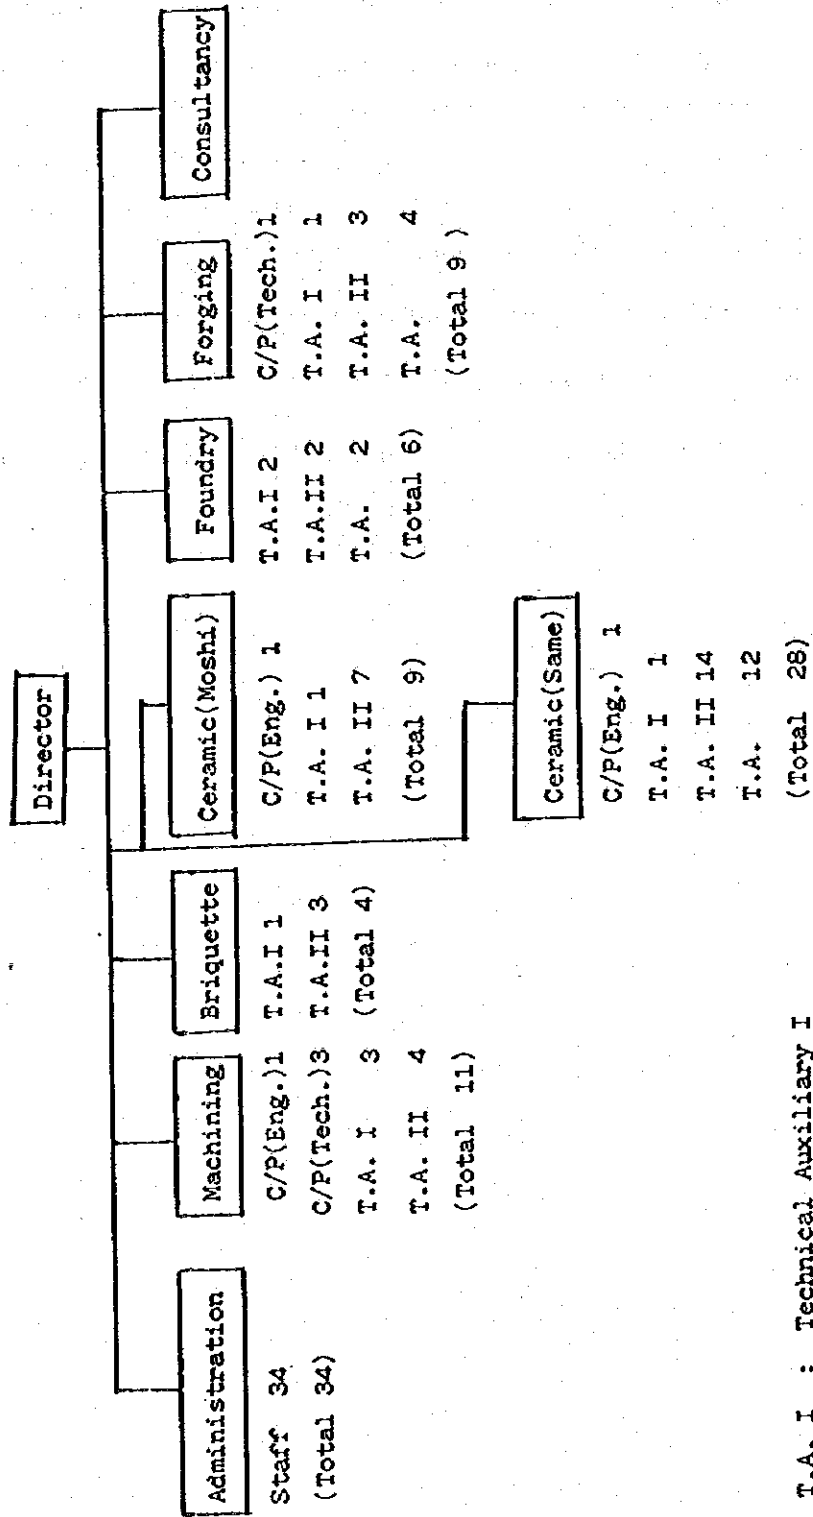 Director
Administration
Staff 34
(Total 34)
Machining
C/P(Eng.)1
C/P(Tech.)3
T.A. I 3
T.A. II 4
(Total 11)
Briquette
T.A.I 1
T.A.II 3
(Total 4)
Ceramic(Moshi)
C/P(Eng.) 1
T.A. I 1
T.A. II 7
(Total 9)
Ceramic(Same)
C/P(Eng.) 1
T.A. I 1
T.A. II 14
T.A. 12
(Total 28)
Foundry
T.A.I 2
T.A.II 2
T.A. 2
(Total 6)
Forging
C/P(Tech.)1
T.A. I 1
T.A. II 3
T.A. 4
(Total 9 )
Consultancy
T.A. I : Technical Auxiliary I